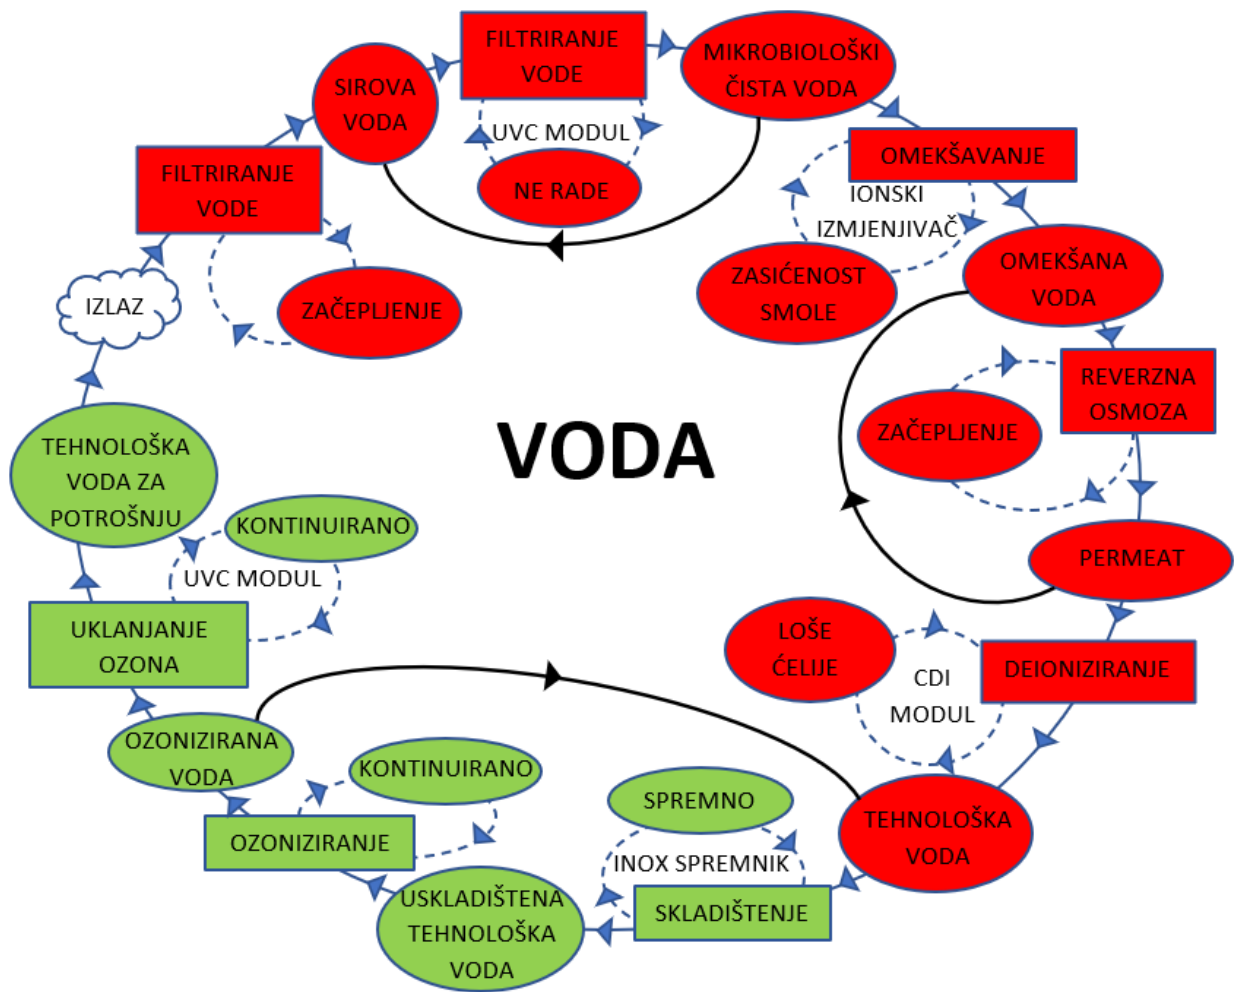 FILTRIRANJE
VODE
SIROVA
VODA
FILTRIRANJE
VODE
MIKROBIOLOŠKI
ČISTA VODA
UVC MODUL
NE RADE
OMEKŠAVANJE
IONSKI
IZMJENJIVAČ
ZASIĆENOST
SMOLE
OMEKŠANA
VODA
IZLAZ
ZAČEPLJENJE
REVERZNA
OSMOZA
ZAČEPLJENJE
VODA
TEHNOLOŠKA
VODA ZA
POTROŠNJU
KONTINUIRANO
UVC MODUL
PERMEAT
UKLANJANJE
OZONA
LOŠE
ĆELIJE
CDI
MODUL
DEIONIZIRANJE
OZONIZIRANA
VODA
KONTINUIRANO
SPREMNO
TEHNOLOŠKA
VODA
OZONIZIRANJE
INOX SPREMNIK
SKLADIŠTENJE
USKLADIŠTENA
TEHNOLOŠKA
VODA